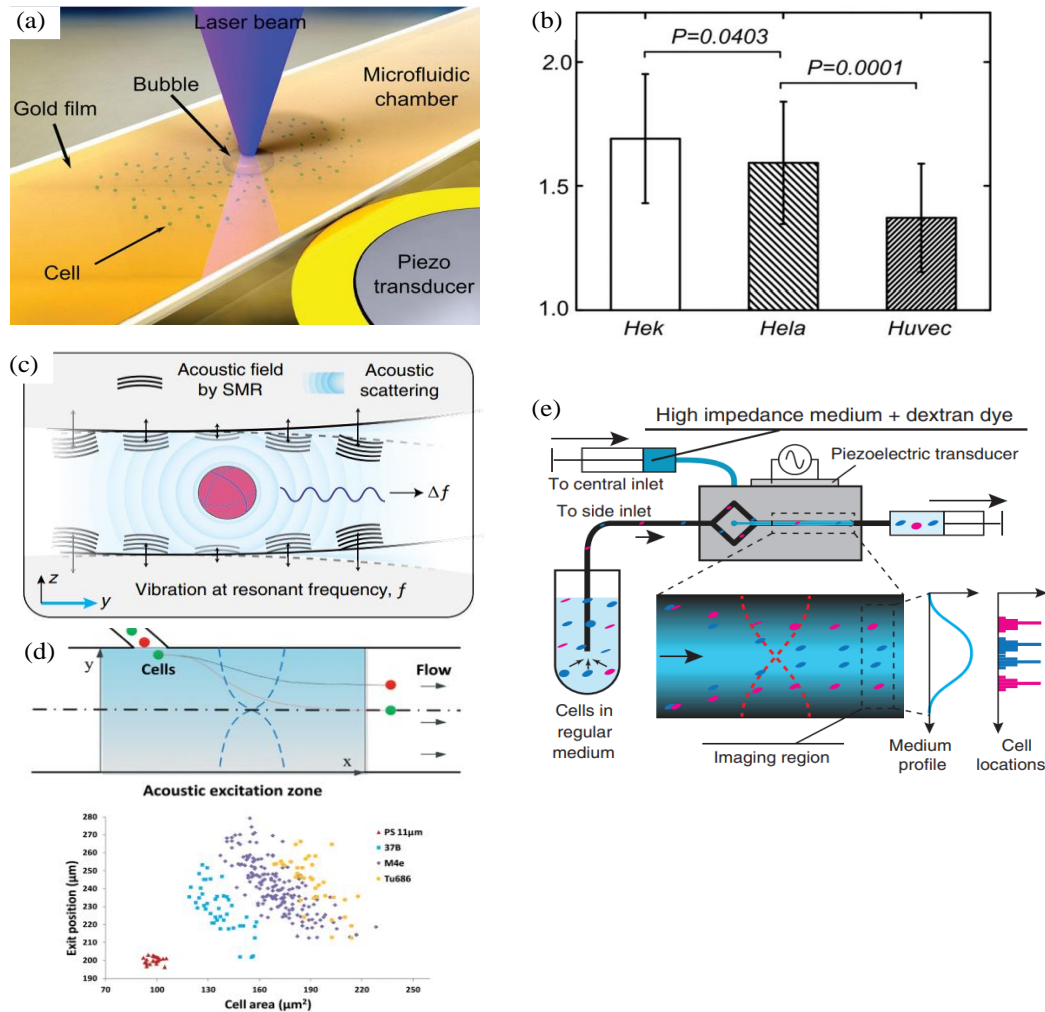 (a)
Laser beam
Bubble
Microfluidic
chamber
Gold film
Cell
Piezo
transducer
(b)
P=0.0403
P=0.0001
2.0
1.5
1.0
Hek
Hela
Huvec
(c)
Acoustic field
by SMR
Acoustic
scattering
Δf
z
y
Vibration at resonant frequency, f
(d)
y
Cells
Flow
x
Acoustic excitation zone
280
270
260
250
240
230
220
210
200
190
Exit position (µm)
PS 11µm
37B
M4e
Tu686
70
100
130
160
190
220
250
Cell area (µm²)
(e)
High impedance medium + dextran dye
Piezoelectric transducer
To central inlet
To side inlet
Cells in
regular
medium
Imaging region
Medium
profile
Cell
locations